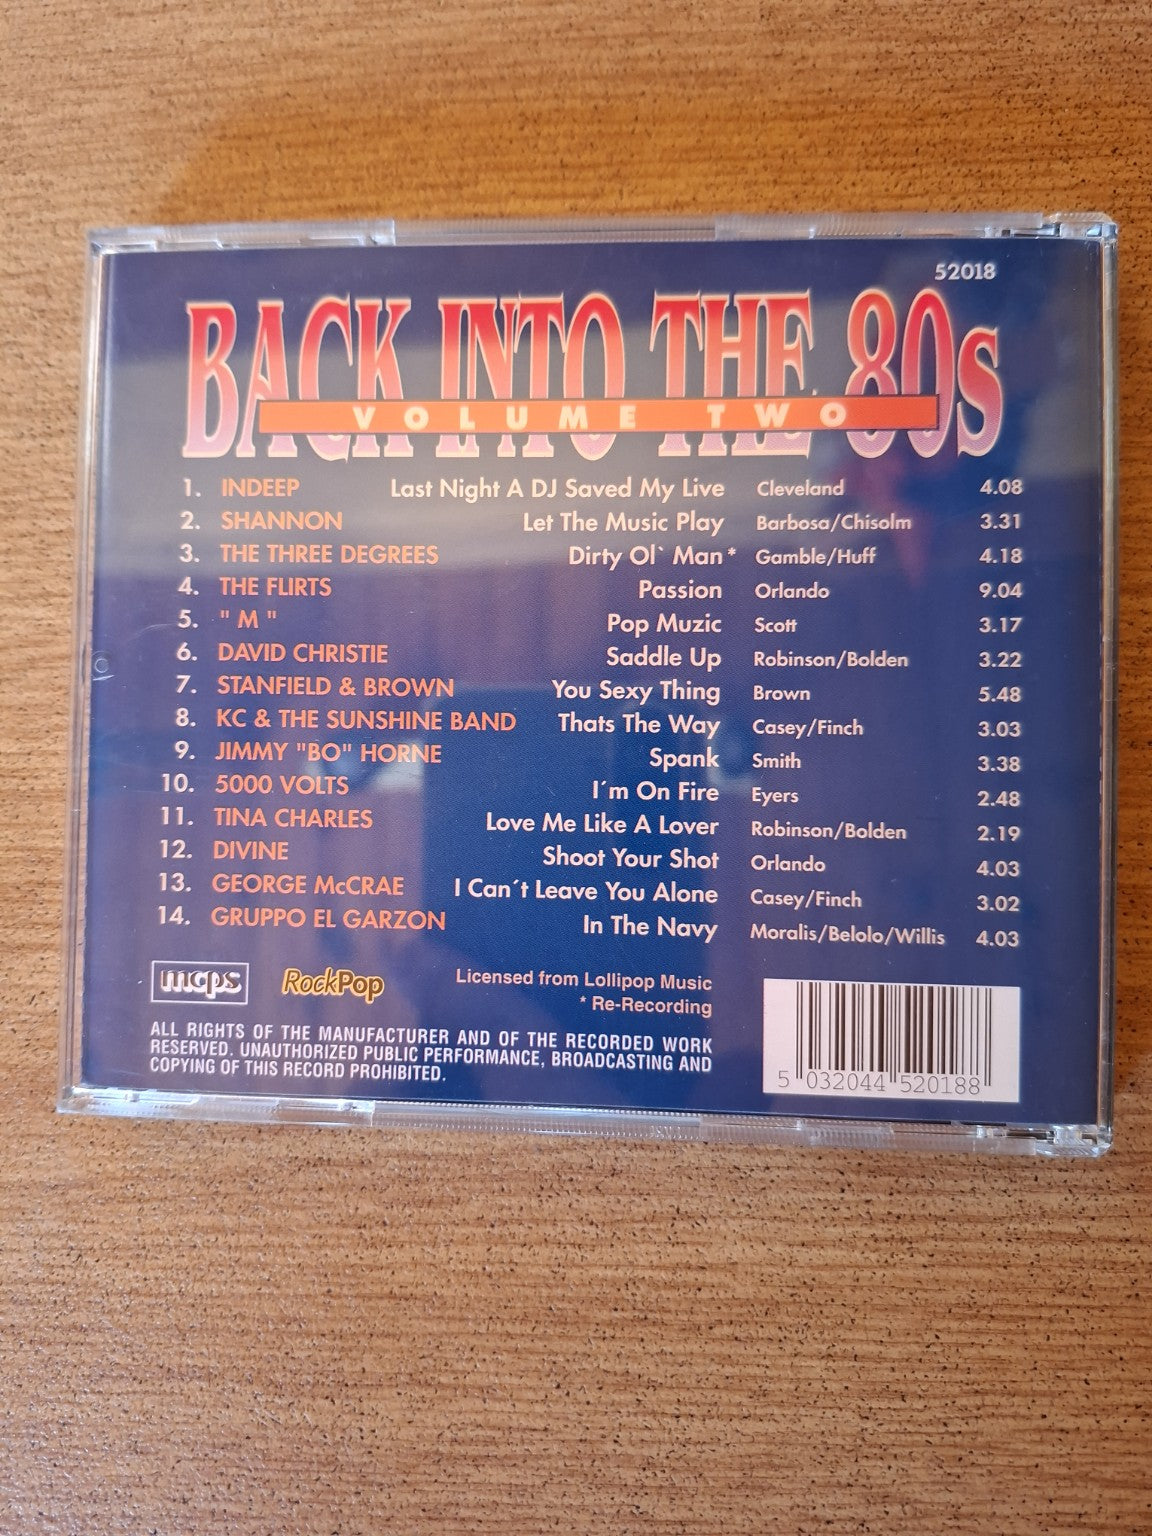 52018
BACK INTO THE 80s
VOLUME TWO
1. INDEEP Last Night A DJ Saved My Live Cleveland 4.08
2. SHANNON Let The Music Play Barbosa/Chisolm 3.31
3. THE THREE DEGREES Dirty Ol` Man * Gamble/Huff 4.18
4. THE FLIRTS Passion Orlando 9.04
5. " M " Pop Muzic Scott 3.17
6. DAVID CHRISTIE Saddle Up Robinson/Bolden 3.22
7. STANFIELD & BROWN You Sexy Thing Brown 5.48
8. KC & THE SUNSHINE BAND Thats The Way Casey/Finch 3.03
9. JIMMY "BO" HORNE Spank Smith 3.38
10. 5000 VOLTS I´m On Fire Eyers 2.48
11. TINA CHARLES Love Me Like A Lover Robinson/Bolden 2.19
12. DIVINE Shoot Your Shot Orlando 4.03
13. GEORGE McCRAE I Can´t Leave You Alone Casey/Finch 3.02
14. GRUPPO EL GARZON In The Navy Moralis/Belolo/Willis 4.03
mcps RockPop Licensed from Lollipop Music
* Re-Recording
ALL RIGHTS OF THE MANUFACTURER AND OF THE RECORDED WORK
RESERVED. UNAUTHORIZED PUBLIC PERFORMANCE, BROADCASTING AND
COPYING OF THIS RECORD PROHIBITED.
5 032044 520188